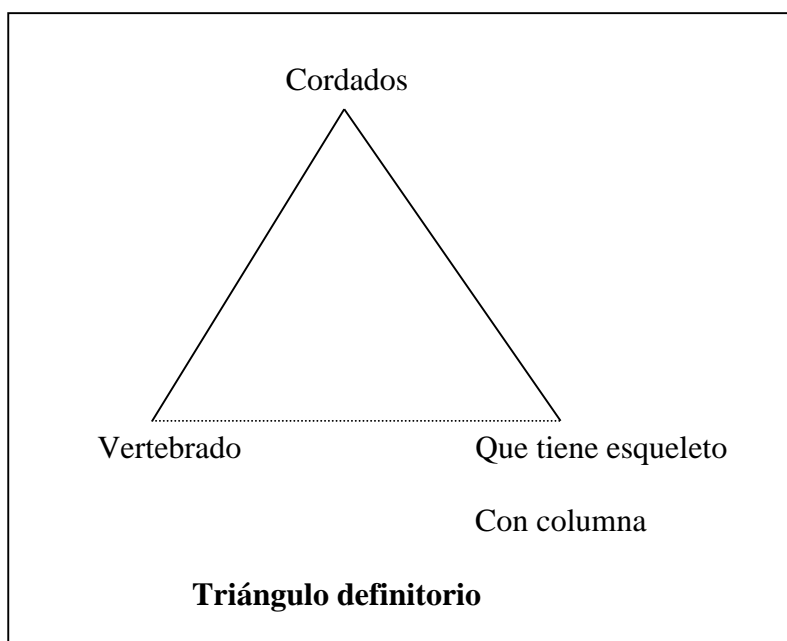 Cordados
Vertebrado
Que tiene esqueleto
Con columna
Triángulo definitorio